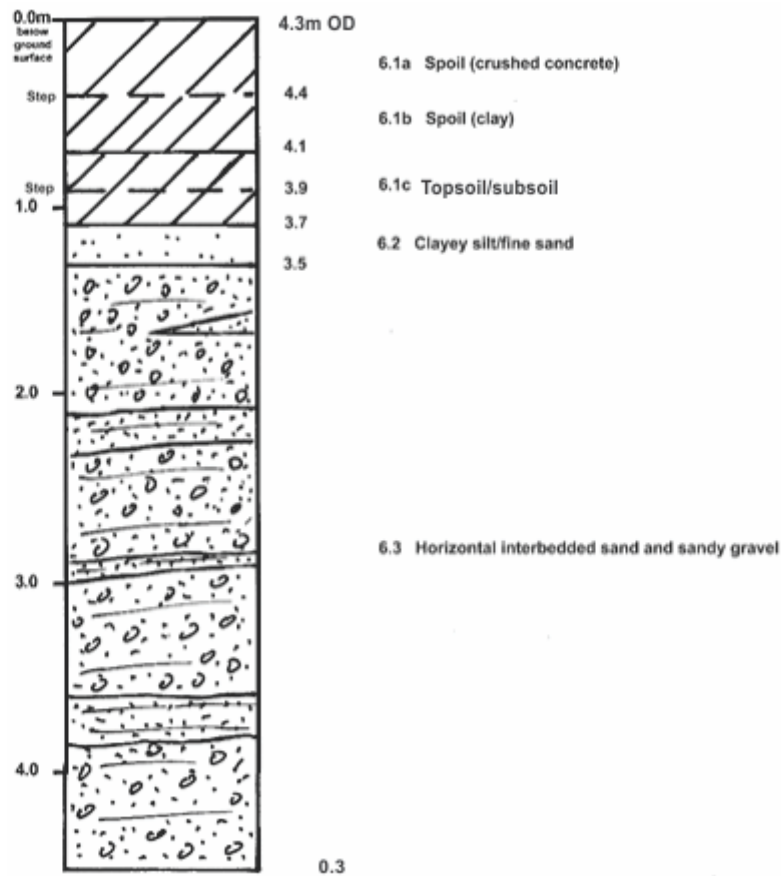 0.0m
below
ground
surface
4.3m OD
6.1a Spoil (crushed concrete)
Step
4.4
6.1b Spoil (clay)
4.1
Step
3.9
6.1c Topsoil/subsoil
1.0
3.7
6.2 Clayey silt/fine sand
3.5
2.0
6.3 Horizontal interbedded sand and sandy gravel
3.0
4.0
0.3